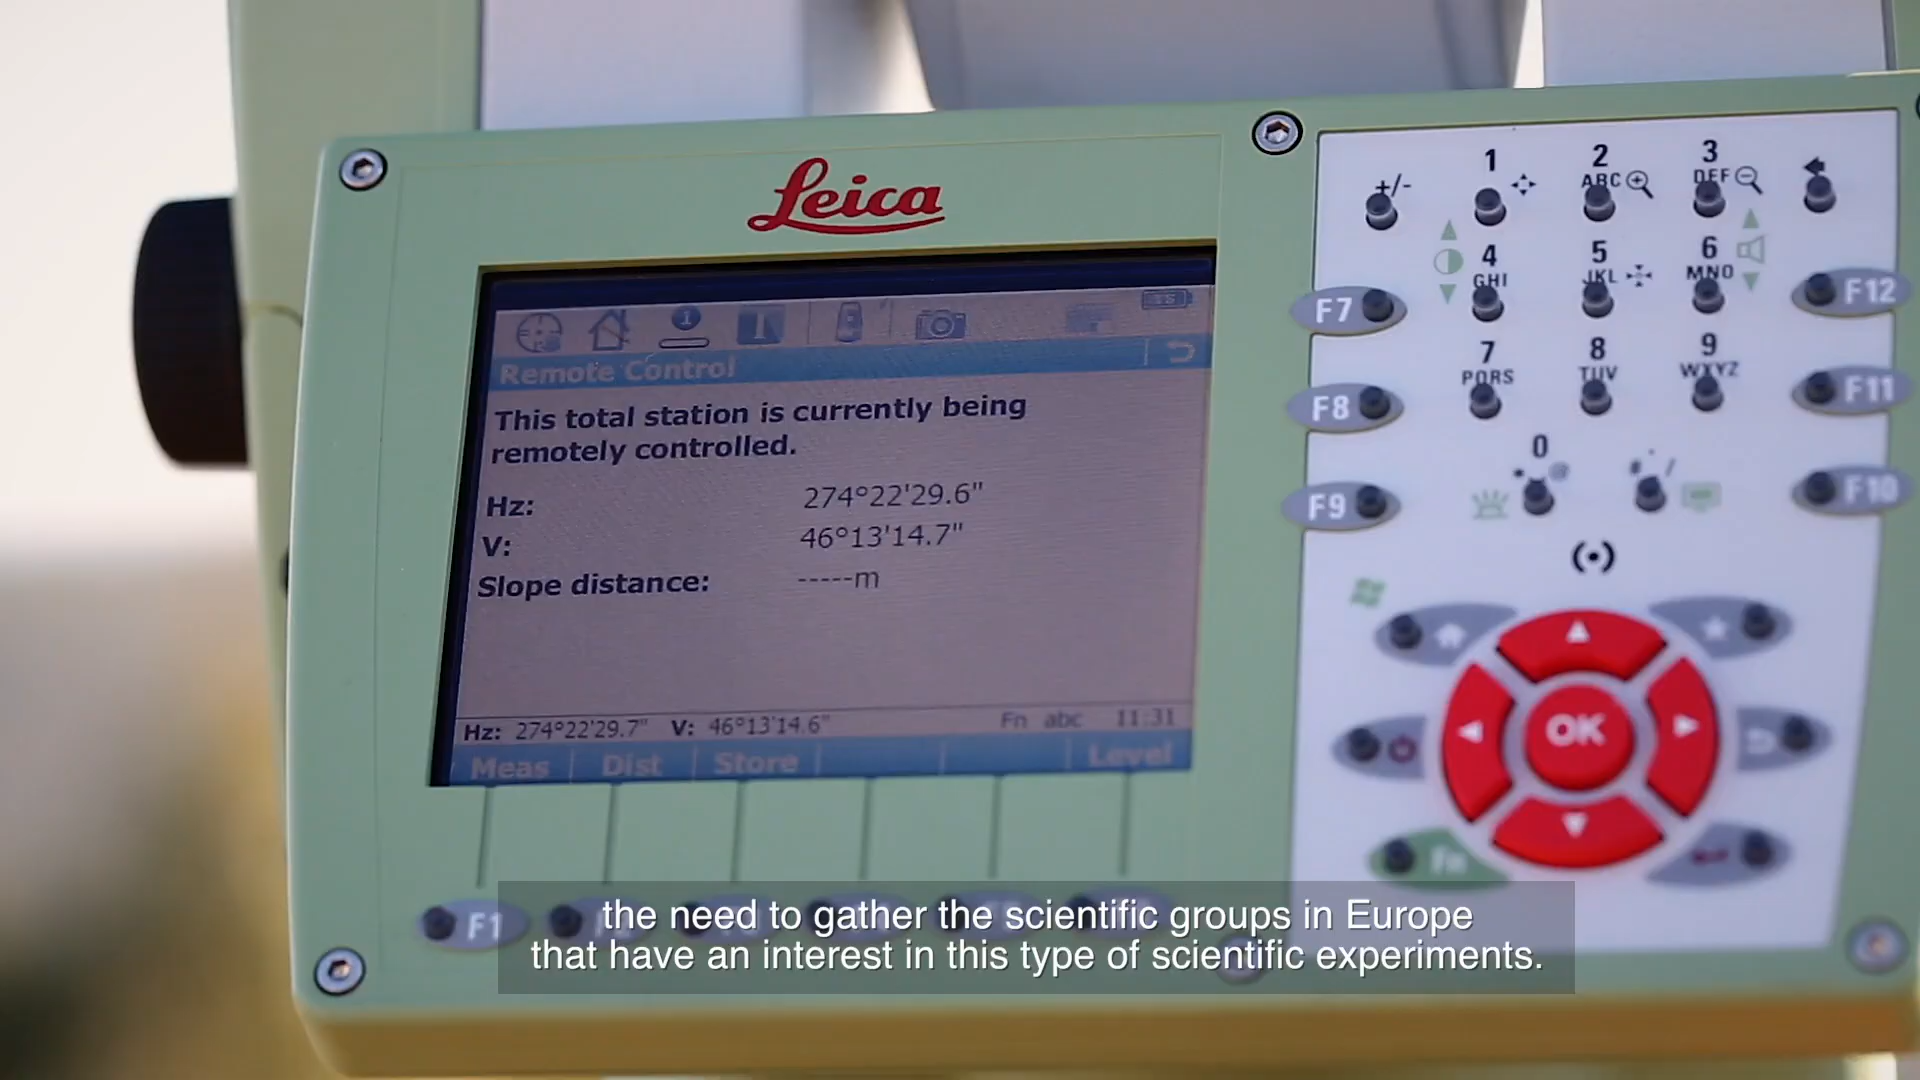 Leica
Remote Control
This total station is currently being
remotely controlled.
Hz: 274°22'29.6"
V: 46°13'14.7"
Slope distance: -----m
Hz: 274°22'29.7" V: 46°13'14.6" Fn abc 11:31
Meas Dist Store Level
F1
+/- 1 2 ABC 3 DEF
4 GHI 5 JKL 6 MNO
F7 F12
7 PQRS 8 TUV 9 WXYZ
F8 F11
0
* @ # . /
F9 F10
OK
Fn
the need to gather the scientific groups in Europe
that have an interest in this type of scientific experiments.